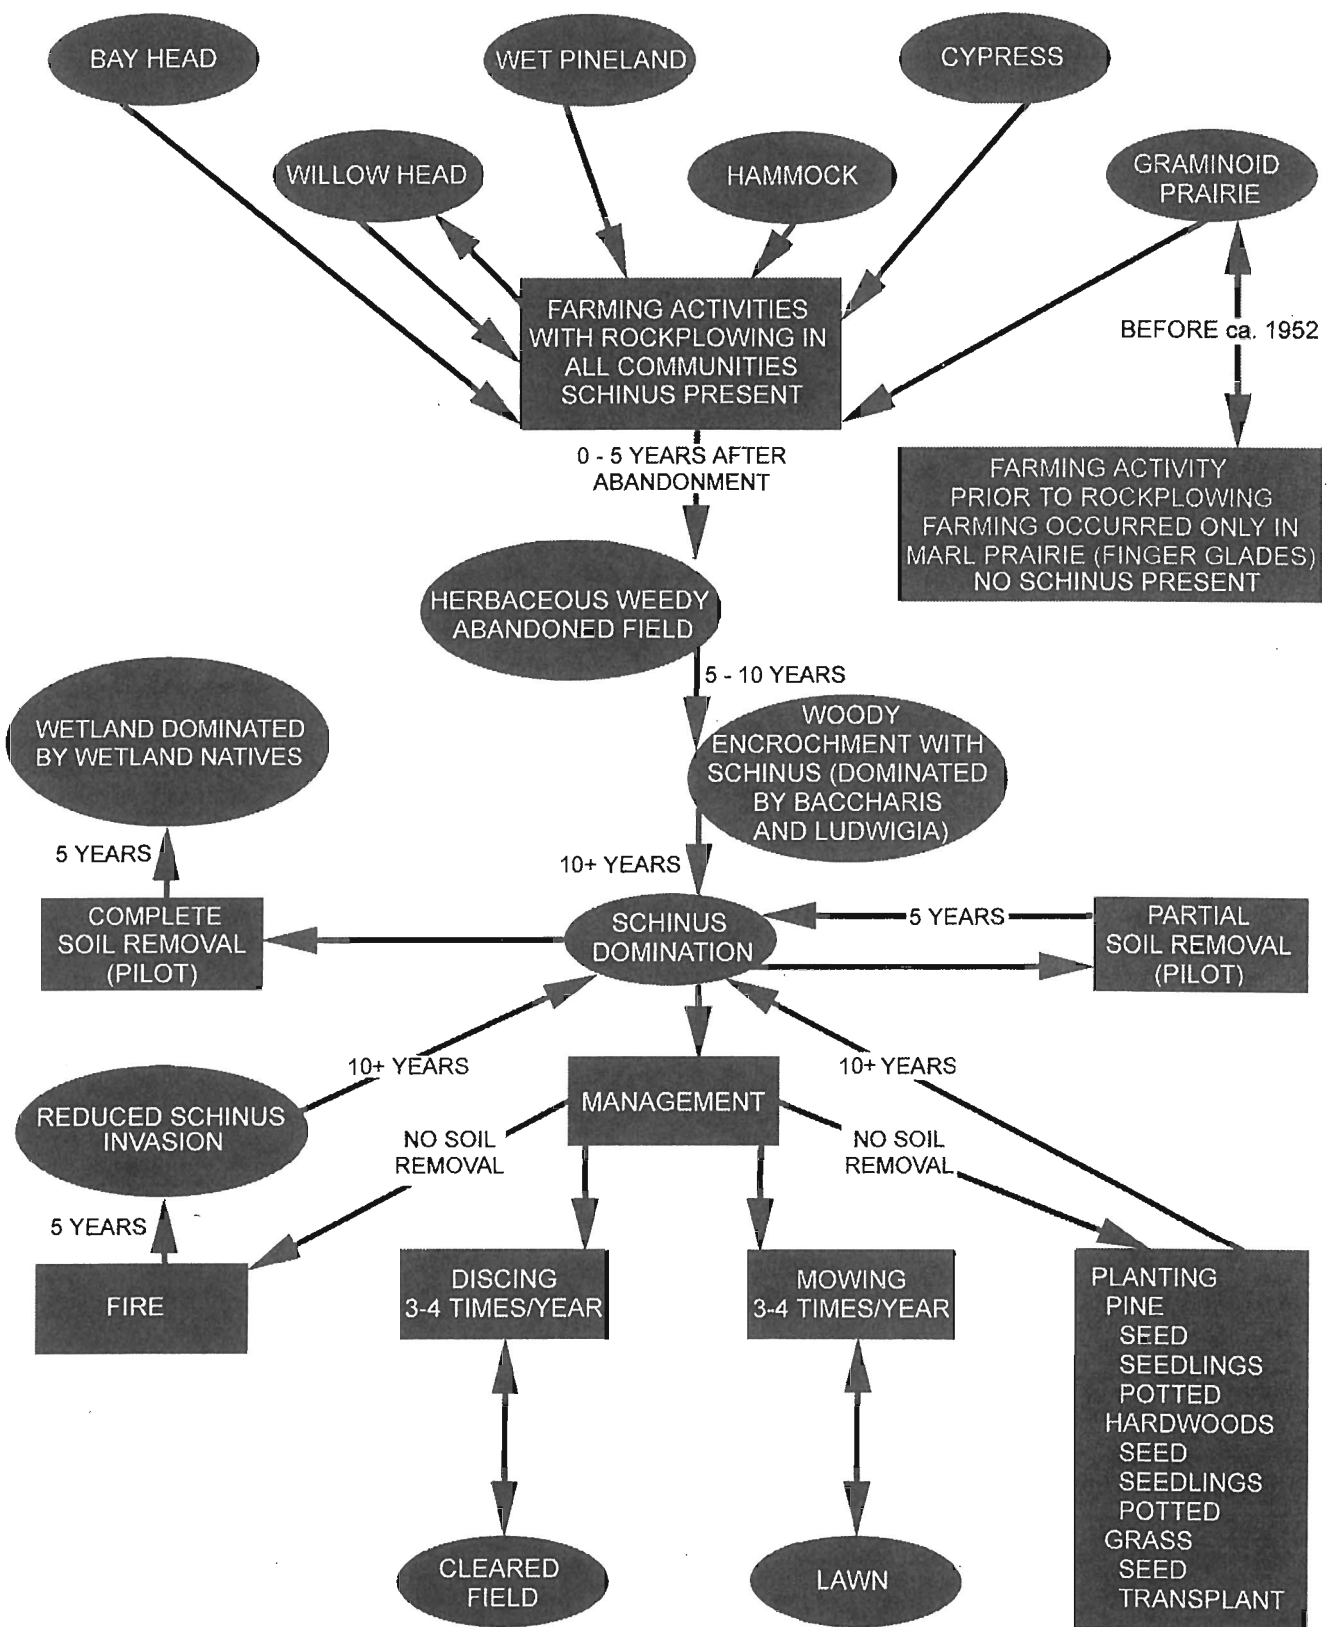 BAY HEAD
WET PINELAND
CYPRESS
WILLOW HEAD
HAMMOCK
GRAMINOID
PRAIRIE
FARMING ACTIVITIES
WITH ROCKPLOWING IN
ALL COMMUNITIES
SCHINUS PRESENT
BEFORE ca. 1952
0 - 5 YEARS AFTER
ABANDONMENT
FARMING ACTIVITY
PRIOR TO ROCKPLOWING
FARMING OCCURRED ONLY IN
MARL PRAIRIE (FINGER GLADES)
NO SCHINUS PRESENT
HERBACEOUS WEEDY
ABANDONED FIELD
5 - 10 YEARS
WOODY
ENCROCHMENT WITH
SCHINUS (DOMINATED
BY BACCHARIS
AND LUDWIGIA)
WETLAND DOMINATED
BY WETLAND NATIVES
5 YEARS
10+ YEARS
COMPLETE
SOIL REMOVAL
(PILOT)
SCHINUS
DOMINATION
5 YEARS
PARTIAL
SOIL REMOVAL
(PILOT)
10+ YEARS
10+ YEARS
MANAGEMENT
REDUCED SCHINUS
INVASION
NO SOIL
REMOVAL
NO SOIL
REMOVAL
5 YEARS
FIRE
DISCING
3-4 TIMES/YEAR
MOWING
3-4 TIMES/YEAR
PLANTING
PINE
SEED
SEEDLINGS
POTTED
HARDWOODS
SEED
SEEDLINGS
POTTED
GRASS
SEED
TRANSPLANT
CLEARED
FIELD
LAWN